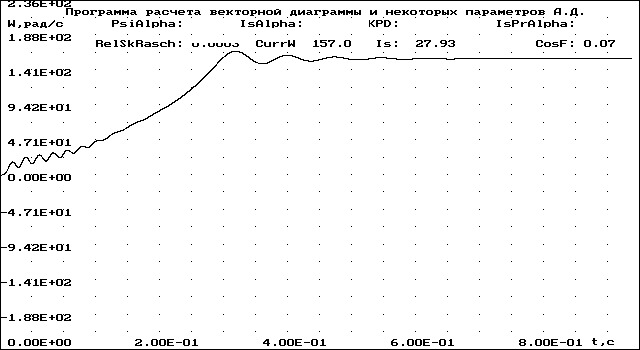 2.36E+02
Программа расчета векторной диаграммы и некоторых параметров А.Д.
W,рад/с PsiAlpha: IsAlpha: KPD: IsPrAlpha:
1.88E+02
RelSkRasch: 0.0003 CurrW 157.0 Is: 27.93 CosF: 0.07
1.41E+02
9.42E+01
4.71E+01
0.00E+00
-4.71E+01
-9.42E+01
-1.41E+02
-1.88E+02
0.00E+00 2.00E-01 4.00E-01 6.00E-01 8.00E-01 t,с